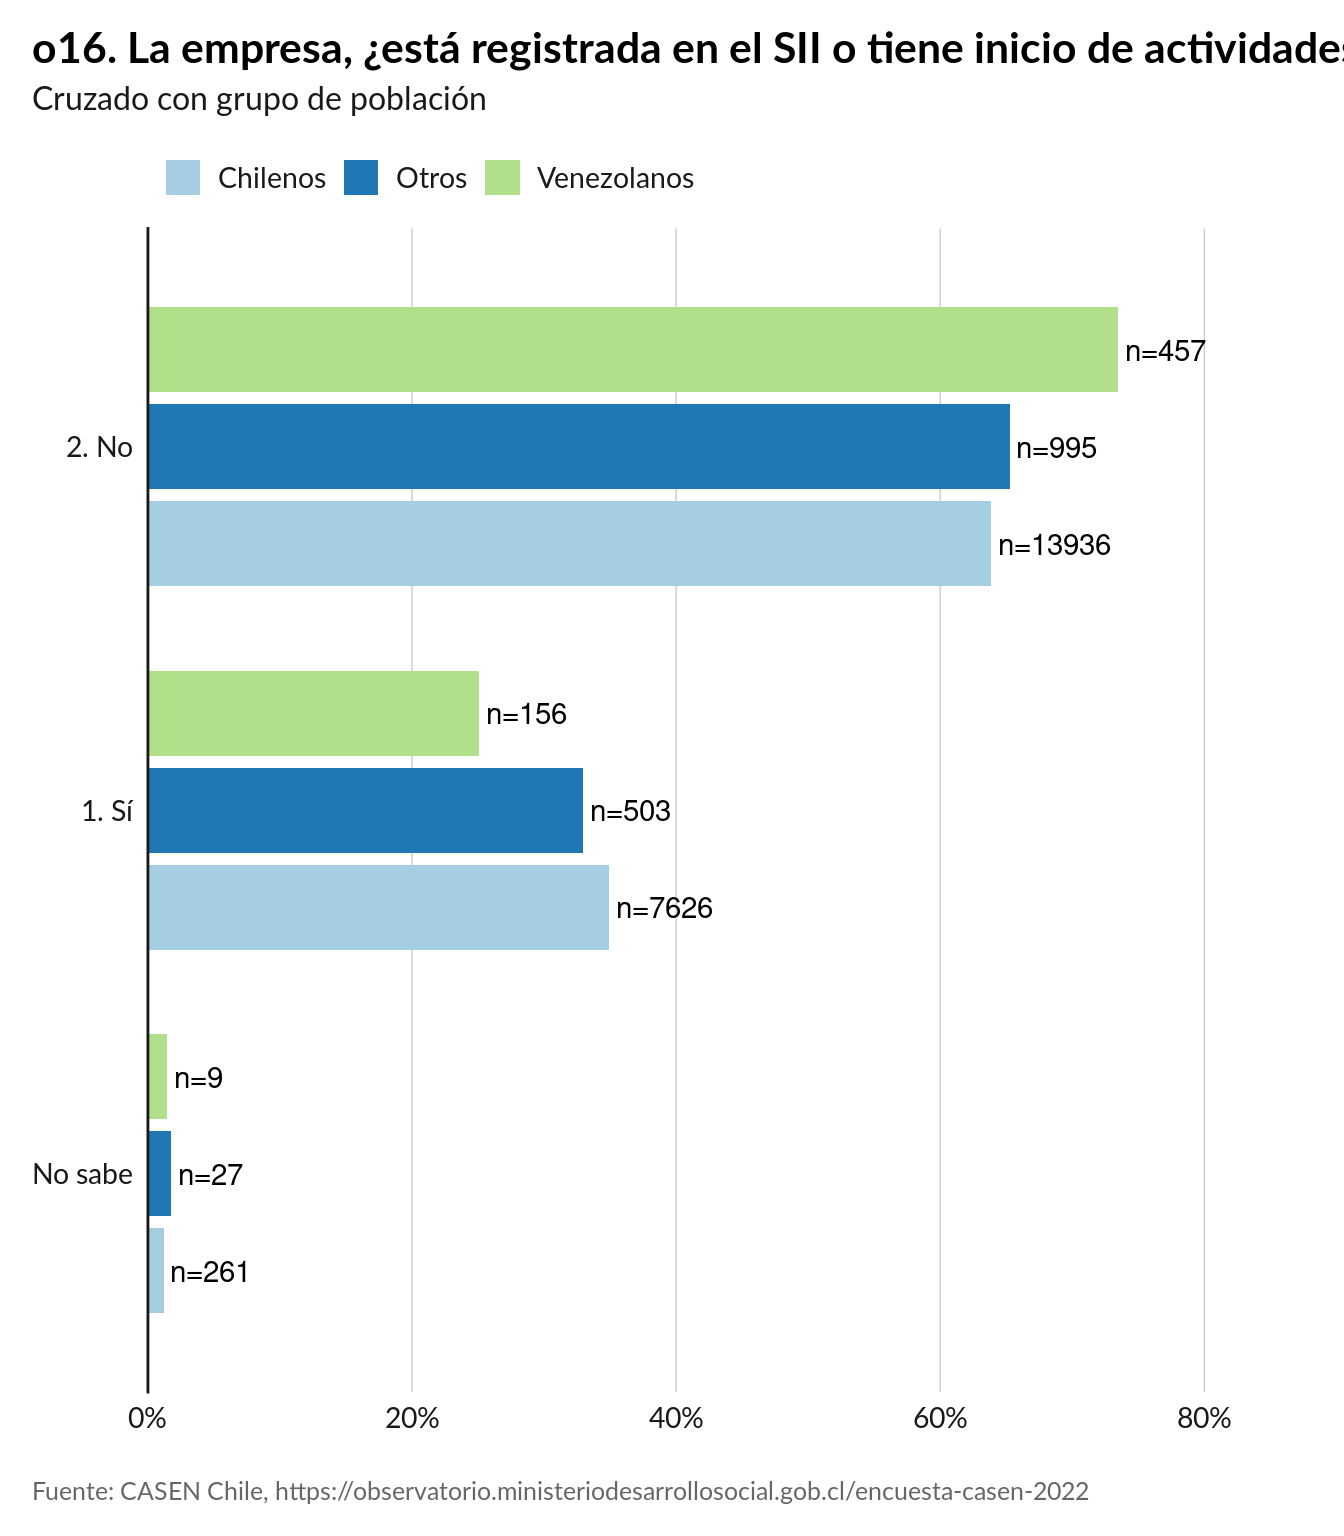 o16. La empresa, ¿está registrada en el SII o tiene inicio de actividades
Cruzado con grupo de población
Chilenos Otros Venezolanos
n=457
2. No
n=995
n=13936
n=156
1. Sí
n=503
n=7626
n=9
No sabe
n=27
n=261
0% 20% 40% 60% 80%
Fuente: CASEN Chile, https://observatorio.ministeriodesarrollosocial.gob.cl/encuesta-casen-2022